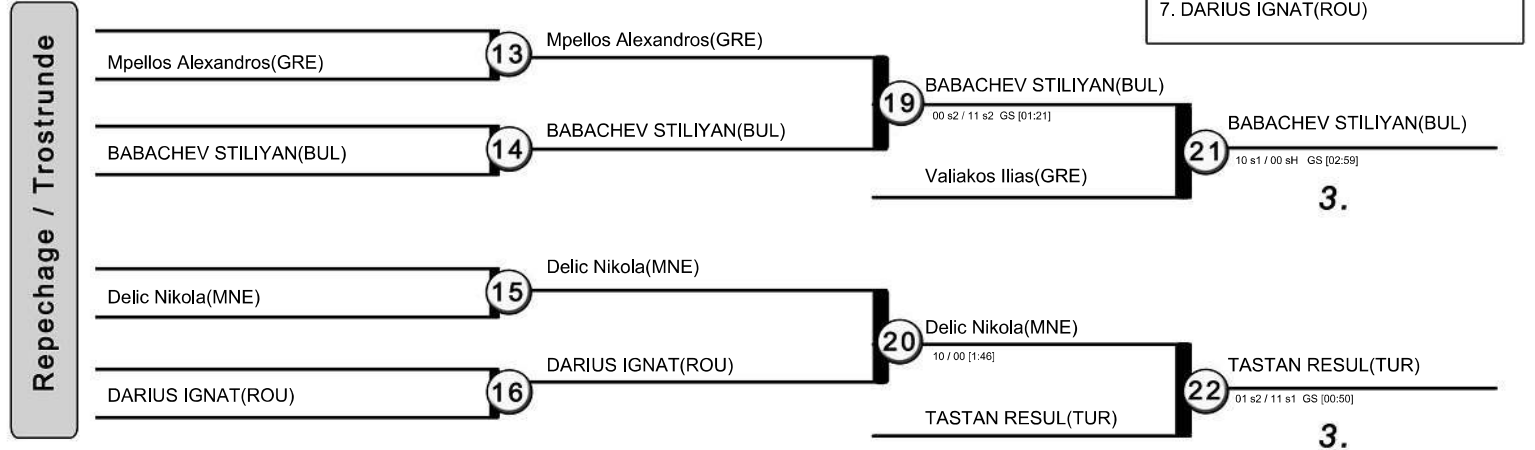 Repechage / Trostrunde
7. DARIUS IGNAT(ROU)
Mpellos Alexandros(GRE)
13
Mpellos Alexandros(GRE)
BABACHEV STILIYAN(BUL)
14
BABACHEV STILIYAN(BUL)
19
BABACHEV STILIYAN(BUL)
00 s2 / 11 s2 GS [01:21]
Valiakos Ilias(GRE)
21
BABACHEV STILIYAN(BUL)
10 s1 / 00 sH GS [02:59]
3.
Delic Nikola(MNE)
15
Delic Nikola(MNE)
DARIUS IGNAT(ROU)
16
DARIUS IGNAT(ROU)
20
Delic Nikola(MNE)
10 / 00 [1:46]
TASTAN RESUL(TUR)
22
TASTAN RESUL(TUR)
01 s2 / 11 s1 GS [00:50]
3.